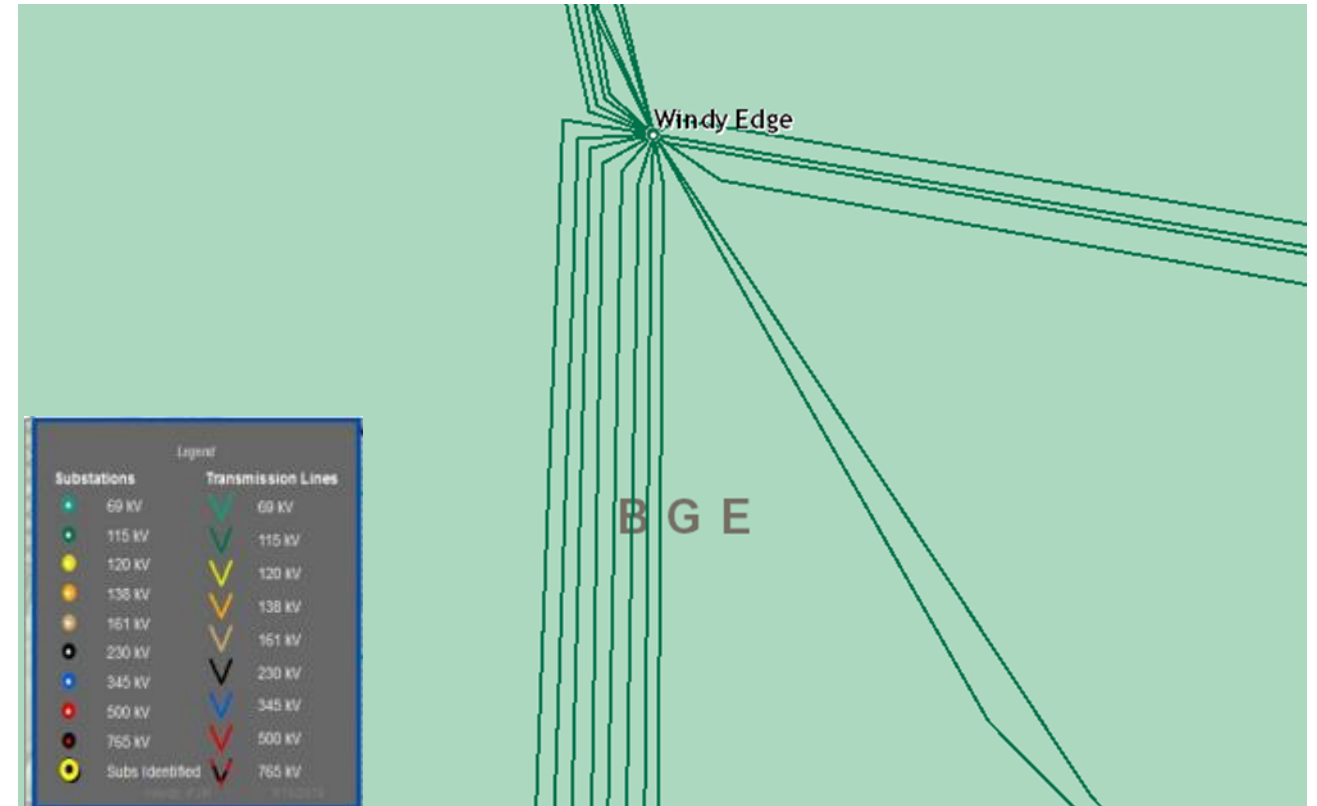 Windy Edge
BGE
Legend
Substations Transmission Lines
69 kV 69 kV
115 kV 115 kV
120 kV 120 kV
138 kV 138 kV
161 kV 161 kV
230 kV 230 kV
345 kV 345 kV
500 kV 500 kV
765 kV 765 kV
Subs Identified